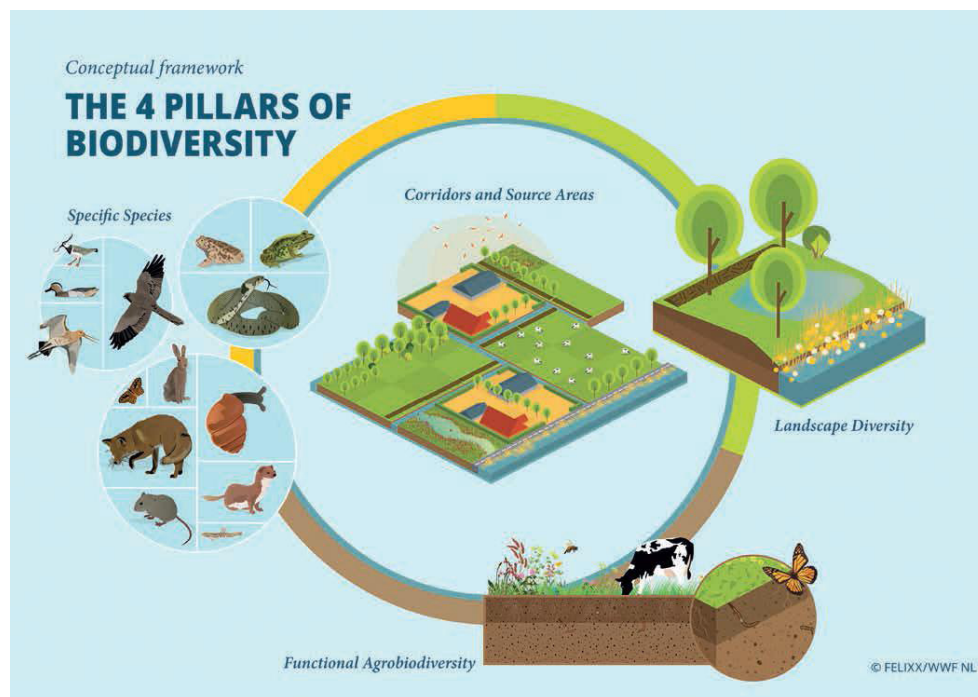 Conceptual framework
THE 4 PILLARS OF
BIODIVERSITY
Specific Species
Corridors and Source Areas
Landscape Diversity
Functional Agrobiodiversity
© FELIXX/WWF NL